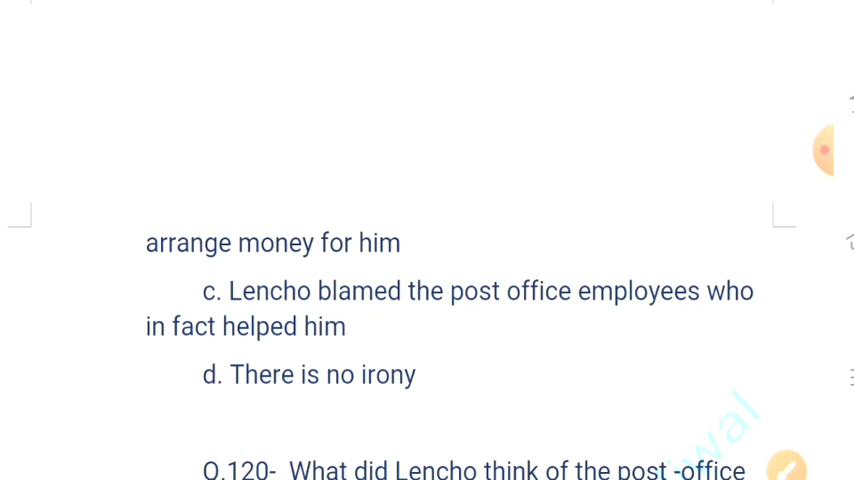 arrange money for him
c. Lencho blamed the post office employees who
in fact helped him
d. There is no irony
Q.120- What did Lencho think of the post -office